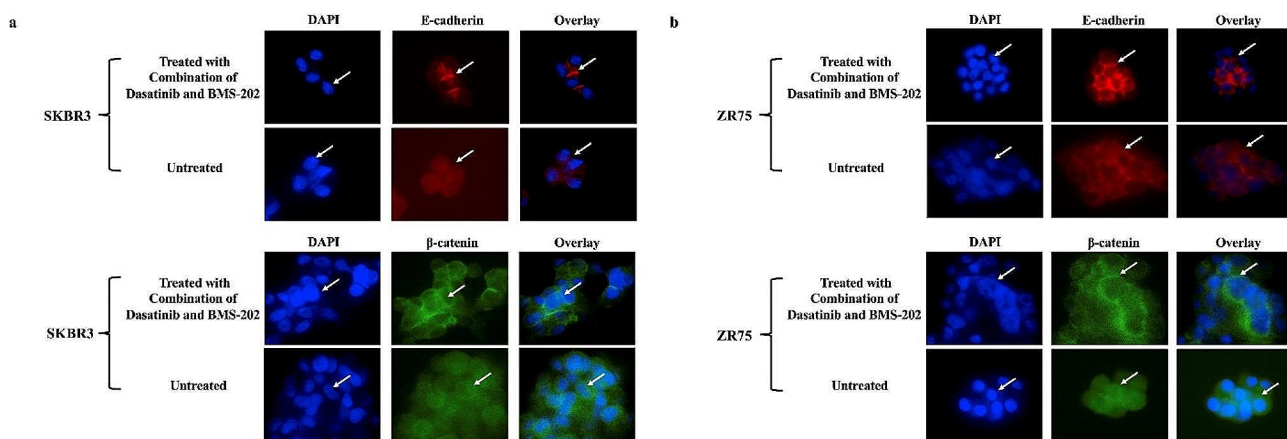 a
DAPI E-cadherin Overlay
Treated with
Combination of
Dasatinib and BMS-202
SKBR3
Untreated
DAPI β-catenin Overlay
Treated with
Combination of
Dasatinib and BMS-202
SKBR3
Untreated
b
DAPI E-cadherin Overlay
Treated with
Combination of
Dasatinib and BMS-202
ZR75
Untreated
DAPI β-catenin Overlay
Treated with
Combination of
Dasatinib and BMS-202
ZR75
Untreated